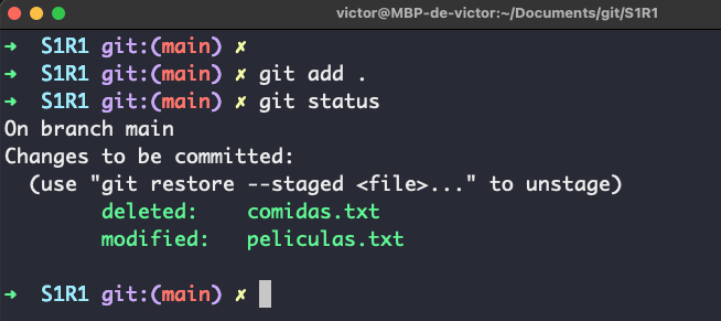 victor@MBP-de-victor:~/Documents/git/S1R1
➜ S1R1 git:(main) ✗
➜ S1R1 git:(main) ✗ git add .
➜ S1R1 git:(main) ✗ git status
On branch main
Changes to be committed:
  (use "git restore --staged <file>..." to unstage)
        deleted:    comidas.txt
        modified:   peliculas.txt
➜ S1R1 git:(main) ✗